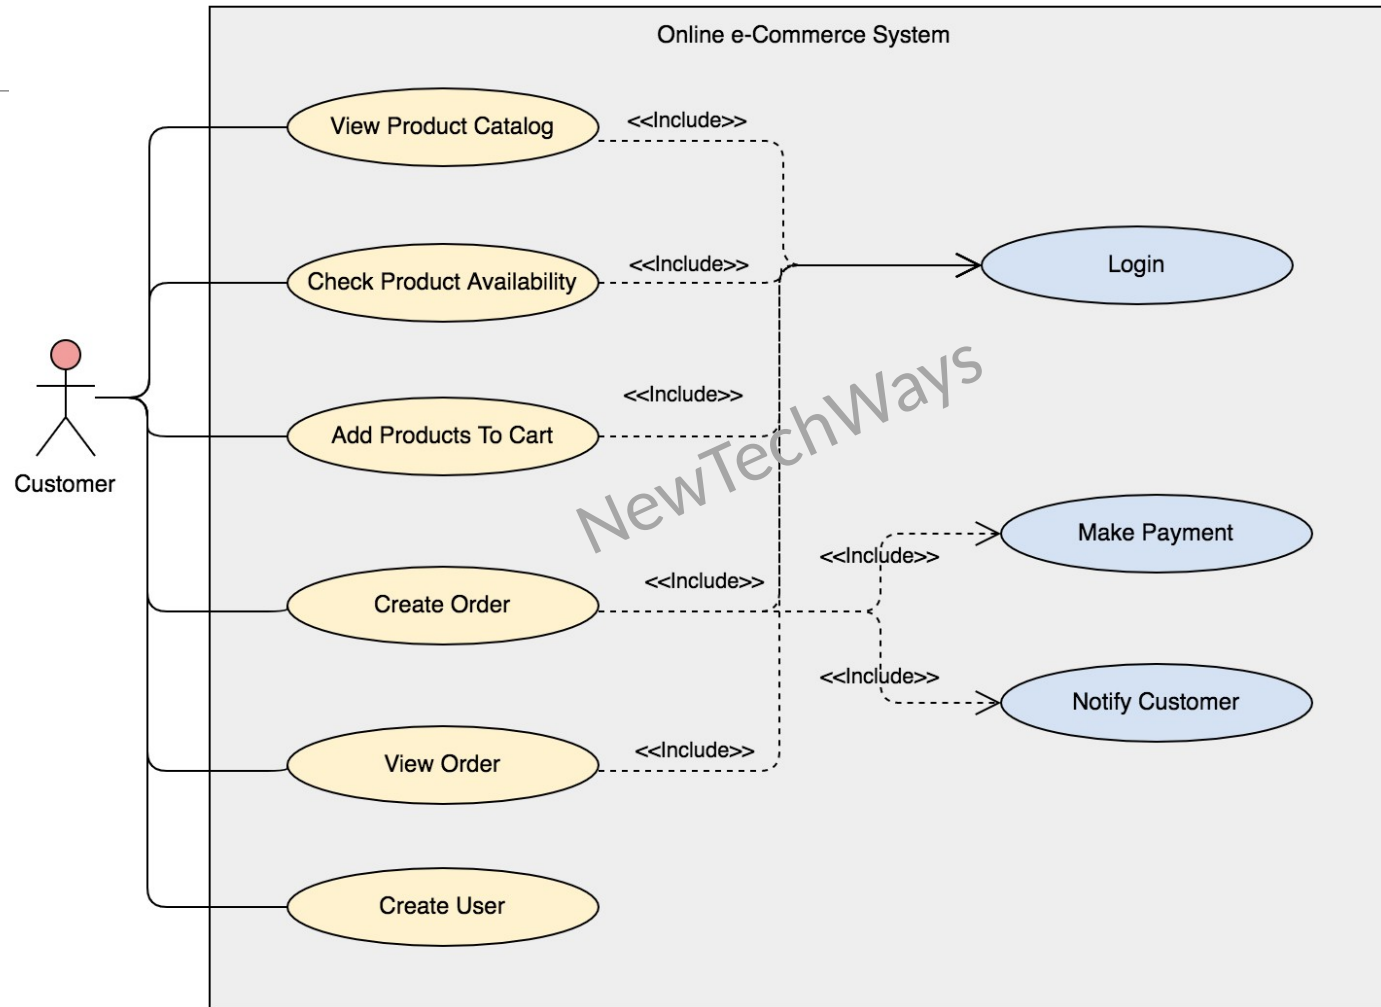 Online e-Commerce System
View Product Catalog
<<Include>>
Check Product Availability
<<Include>>
Login
Add Products To Cart
<<Include>>
NewTechWays
Customer
Create Order
<<Include>>
<<Include>>
Make Payment
<<Include>>
Notify Customer
View Order
<<Include>>
Create User